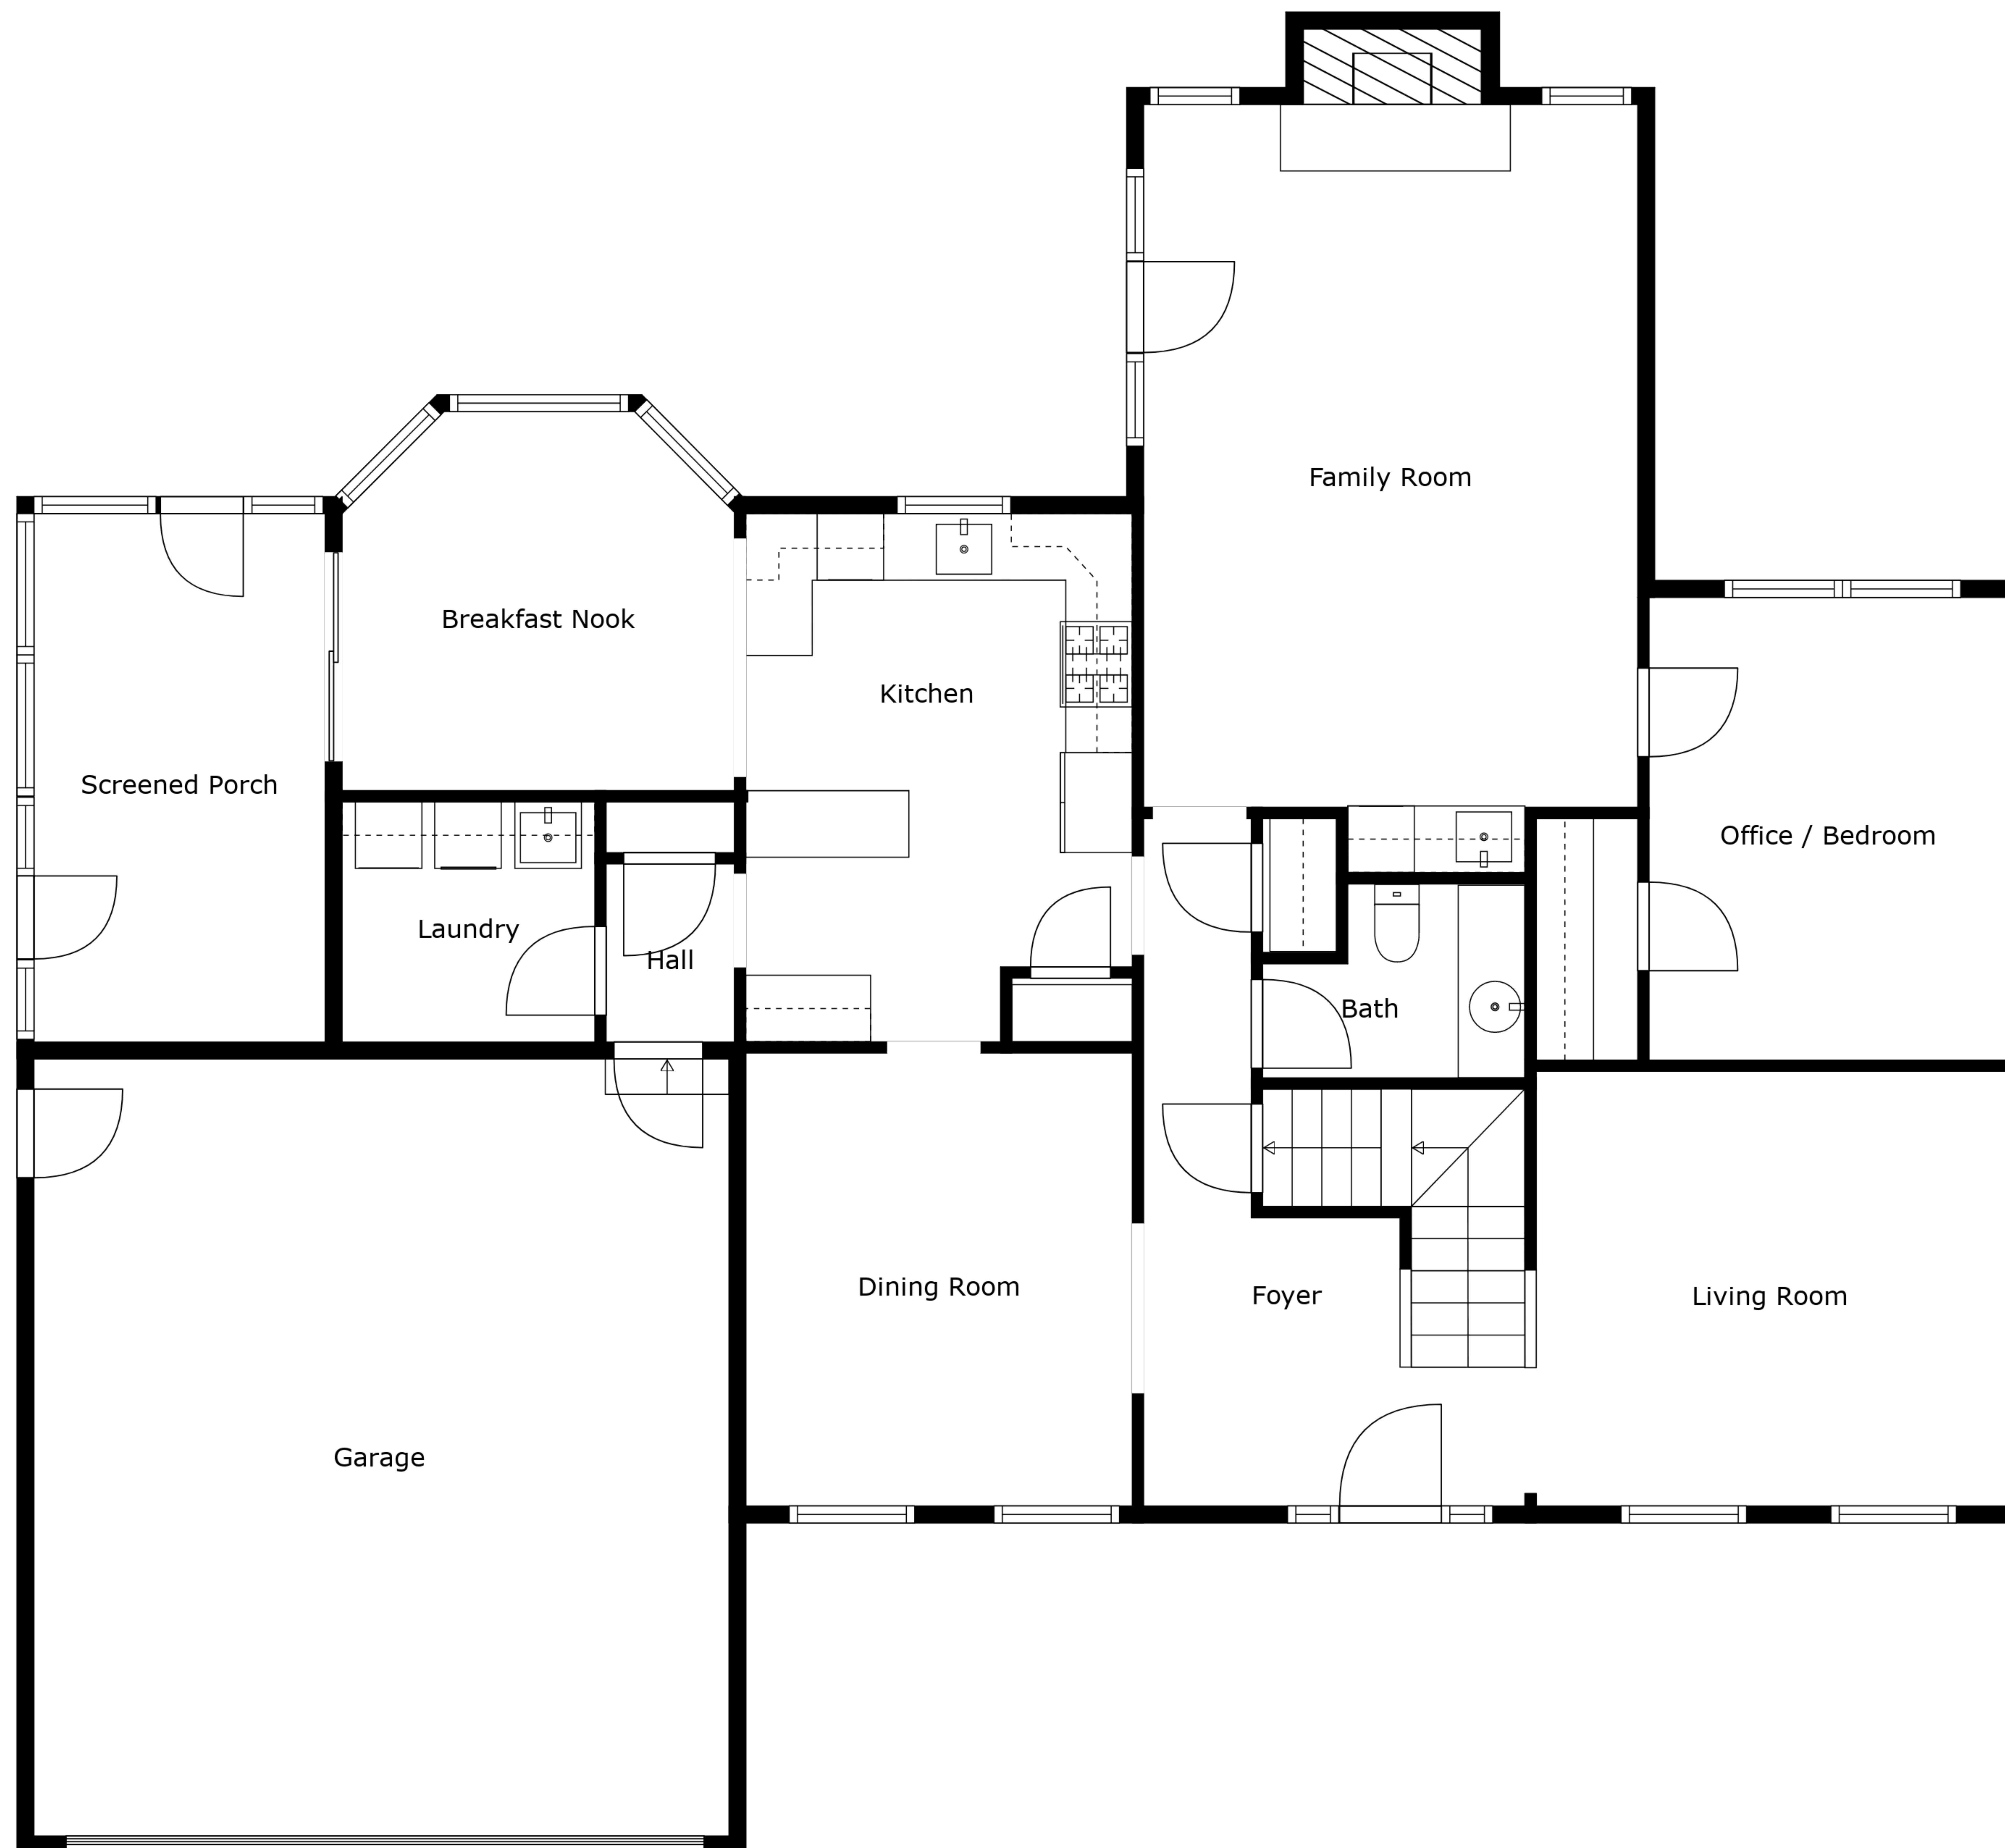 Family Room
Breakfast Nook
Kitchen
Screened Porch
Office / Bedroom
Laundry
Hall
Bath
Dining Room
Foyer
Living Room
Garage